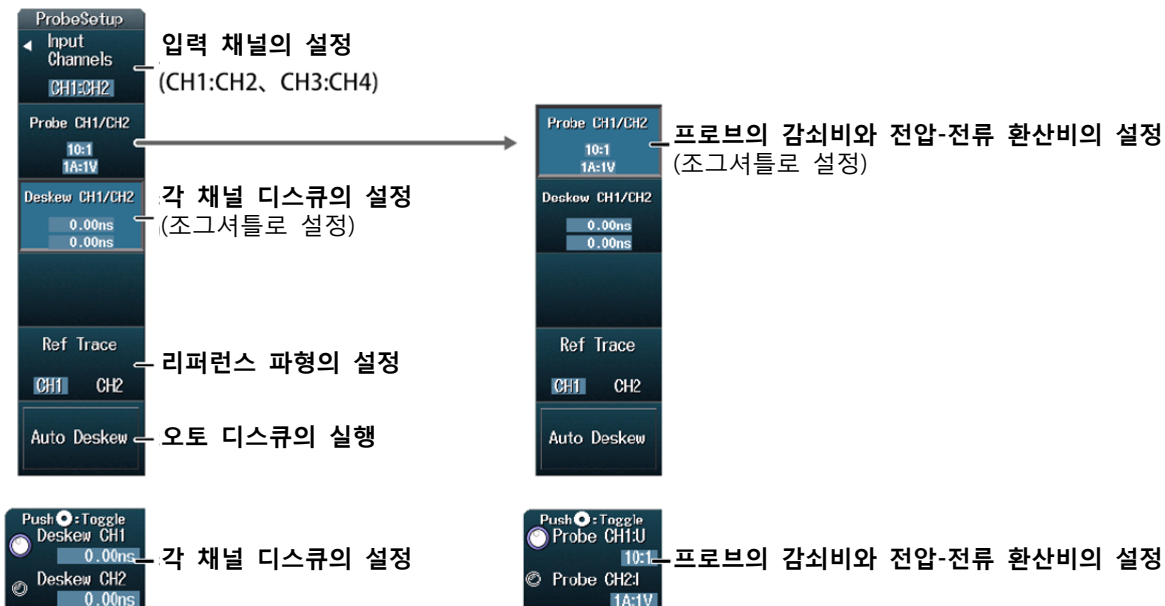 ProbeSetup
Input
Channels
CH1:CH2
입력 채널의 설정
(CH1:CH2、CH3:CH4)
Probe CH1/CH2
10:1
1A:1V
Deskew CH1/CH2
0.00ns
0.00ns
각 채널 디스큐의 설정
(조그셔틀로 설정)
Ref Trace
CH1 CH2
리퍼런스 파형의 설정
Auto Deskew
오토 디스큐의 실행
Push : Toggle
Deskew CH1
0.00ns
각 채널 디스큐의 설정
Deskew CH2
0.00ns
Probe CH1/CH2
10:1
1A:1V
프로브의 감쇠비와 전압-전류 환산비의 설정
(조그셔틀로 설정)
Deskew CH1/CH2
0.00ns
0.00ns
Ref Trace
CH1 CH2
Auto Deskew
Push : Toggle
Probe CH1:U
10:1
프로브의 감쇠비와 전압-전류 환산비의 설정
Probe CH2:I
1A:1V